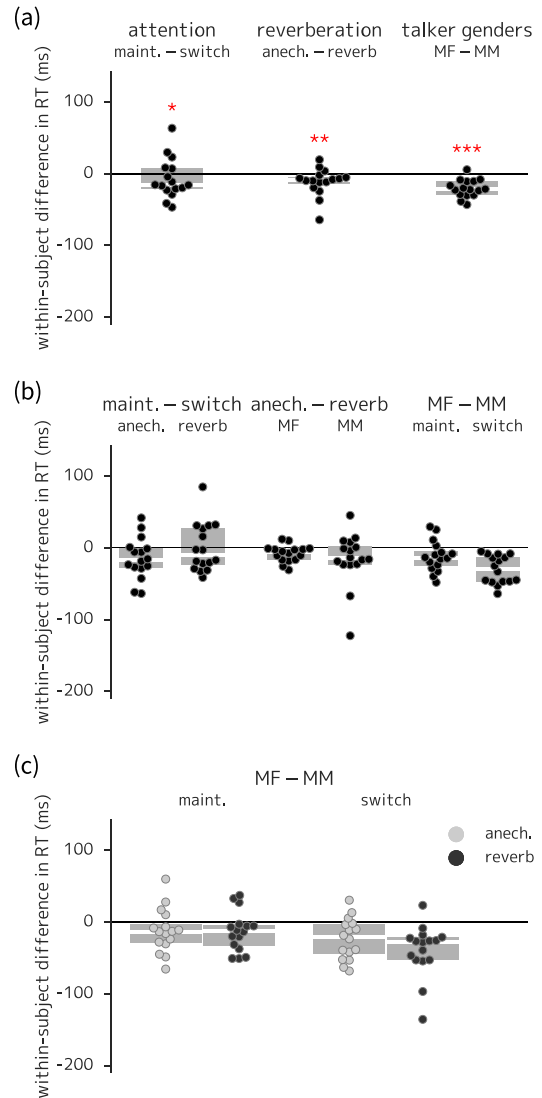 (a)
attention reverberation talker genders
maint. – switch anech. – reverb MF – MM
within-subject difference in RT (ms)
100
0
-100
-200
* ** ***
(b)
maint. – switch anech. – reverb MF – MM
anech. reverb MF MM maint. switch
within-subject difference in RT (ms)
100
0
-100
-200
(c)
MF – MM
maint. switch
anech.
reverb
within-subject difference in RT (ms)
100
0
-100
-200